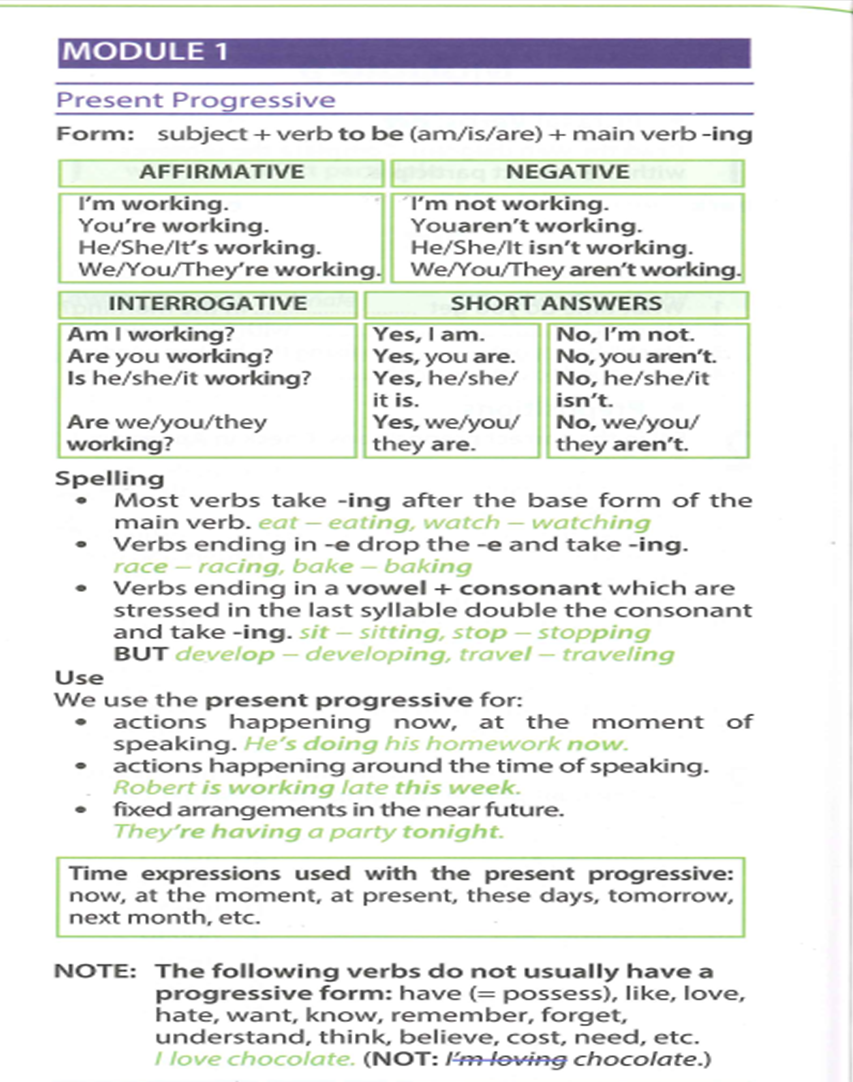 MODULE 1
Present Progressive
Form: subject + verb to be (am/is/are) + main verb -ing
AFFIRMATIVE
I'm working.
You're working.
He/She/It's working.
We/You/They're working.
NEGATIVE
I'm not working.
Youaren't working.
He/She/It isn't working.
We/You/They aren't working.
INTERROGATIVE
Am I working?
Are you working?
Is he/she/it working?
Are we/you/they
working?
SHORT ANSWERS
Yes, I am.
Yes, you are.
Yes, he/she/
it is.
Yes, we/you/
they are.
No, I'm not.
No, you aren't.
No, he/she/it
isn't.
No, we/you/
they aren't.
Spelling
• Most verbs take -ing after the base form of the
main verb. eat – eating, watch – watching
• Verbs ending in -e drop the -e and take -ing.
race – racing, bake – baking
• Verbs ending in a vowel + consonant which are
stressed in the last syllable double the consonant
and take -ing. sit – sitting, stop – stopping
BUT develop – developing, travel – traveling
Use
We use the present progressive for:
• actions happening now, at the moment of
speaking. He's doing his homework now.
• actions happening around the time of speaking.
Robert is working late this week.
• fixed arrangements in the near future.
They're having a party tonight.
Time expressions used with the present progressive:
now, at the moment, at present, these days, tomorrow,
next month, etc.
NOTE: The following verbs do not usually have a
progressive form: have (= possess), like, love,
hate, want, know, remember, forget,
understand, think, believe, cost, need, etc.
I love chocolate. (NOT: I'm loving chocolate.)